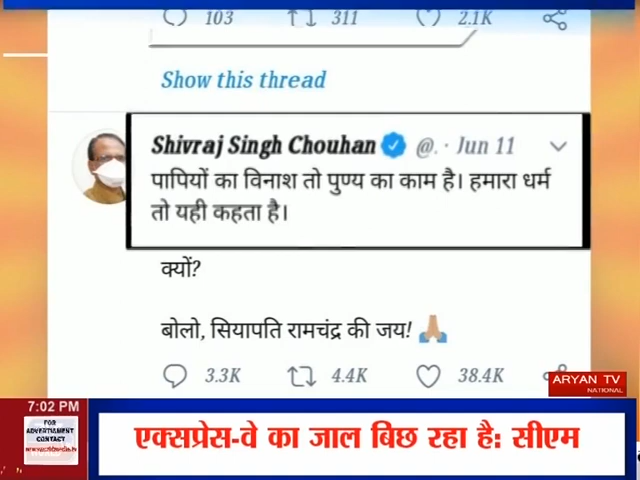 103 311 2.1K
Show this thread
Shivraj Singh Chouhan @. · Jun 11
पापियों का विनाश तो पुण्य का काम है। हमारा धर्म
तो यही कहता है।
क्यों?
बोलो, सियापति रामचंद्र की जय! 🙏🏽
3.3K 4.4K 38.4K
ARYAN TV
NATIONAL
7:02 PM
FOR
ADVERTISMENT
CONTACT
एक्सप्रेस-वे का जाल बिछ रहा है: सीएम